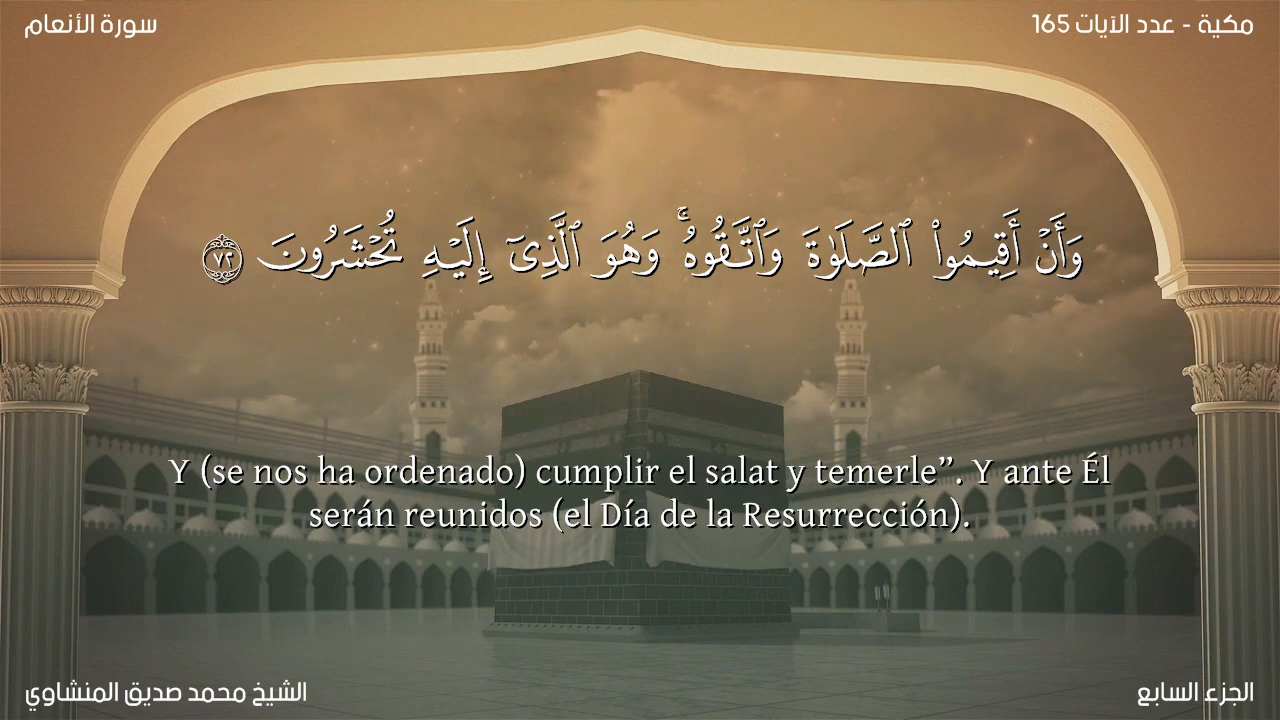 سورة الأنعام
مكية - عدد الآيات 165
وَأَنْ أَقِيمُوا۟ ٱلصَّلَوٰةَ وَٱتَّقُوهُ ۚ وَهُوَ ٱلَّذِىٓ إِلَيْهِ تُحْشَرُونَ ٧٢
Y (se nos ha ordenado) cumplir el salat y temerle”. Y ante Él
serán reunidos (el Día de la Resurrección).
الشيخ محمد صديق المنشاوي
الجزء السابع